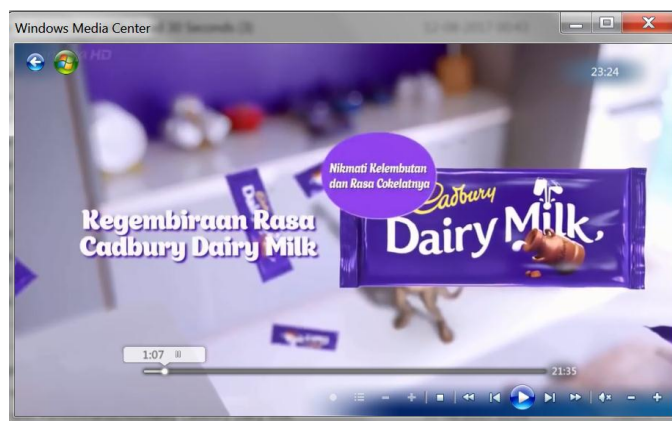 Windows Media Center
HD
23:24
Nikmati Kelembutan
dan Rasa Cokelatnya
Kegembiraan Rasa
Cadbury Dairy Milk
Cadbury
Dairy Milk
1:07
21:35